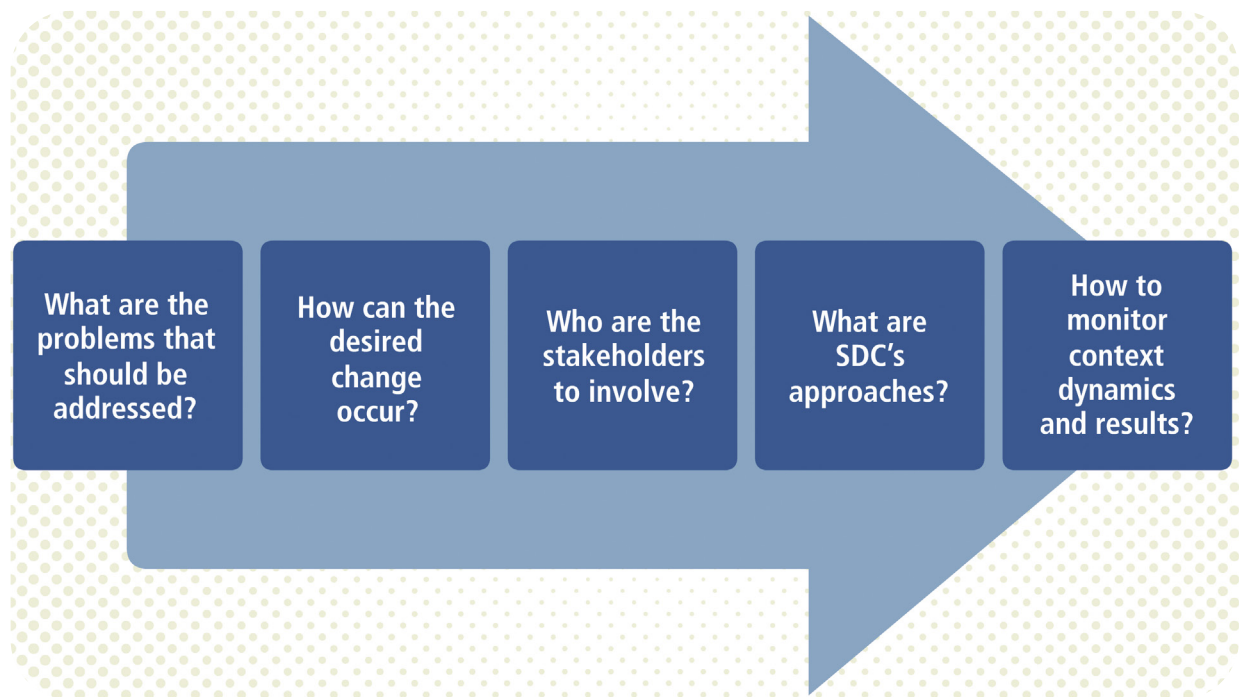 What are the
problems that
should be
addressed?
How can the
desired
change
occur?
Who are the
stakeholders
to involve?
What are
SDC’s
approaches?
How to
monitor
context
dynamics
and results?